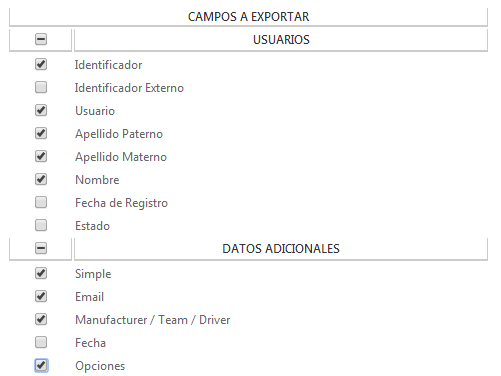 CAMPOS A EXPORTAR
USUARIOS
Identificador
Identificador Externo
Usuario
Apellido Paterno
Apellido Materno
Nombre
Fecha de Registro
Estado
DATOS ADICIONALES
Simple
Email
Manufacturer / Team / Driver
Fecha
Opciones